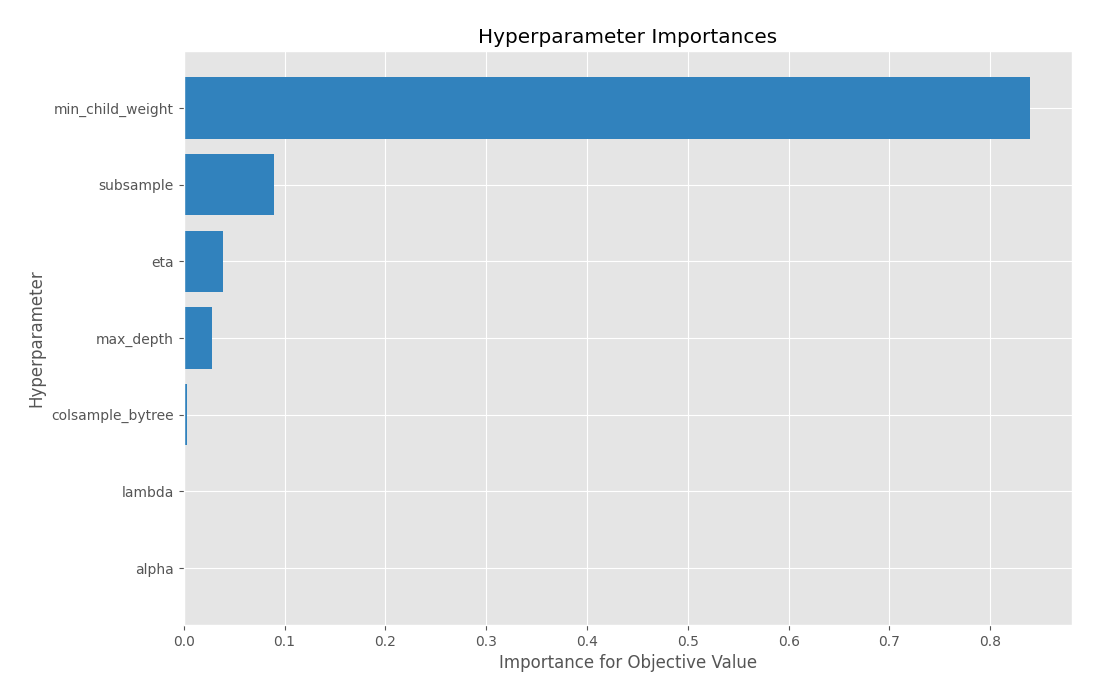 Hyperparameter Importances
min_child_weight
subsample
eta
max_depth
colsample_bytree
lambda
alpha
Hyperparameter
0.0 0.1 0.2 0.3 0.4 0.5 0.6 0.7 0.8
Importance for Objective Value